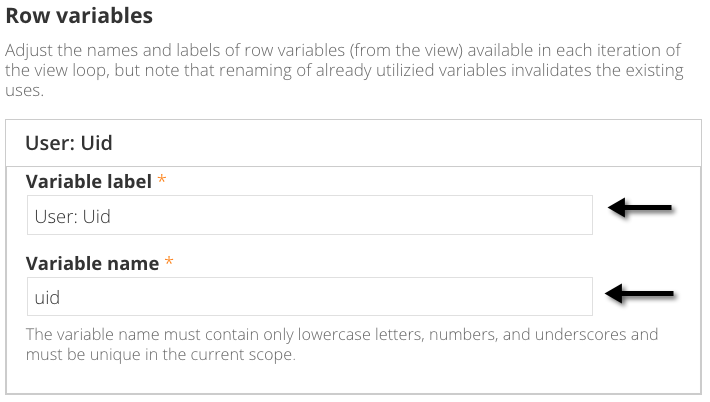 Row variables
Adjust the names and labels of row variables (from the view) available in each iteration of
the view loop, but note that renaming of already utilizied variables invalidates the existing
uses.
User: Uid
Variable label *
User: Uid
Variable name *
uid
The variable name must contain only lowercase letters, numbers, and underscores and
must be unique in the current scope.